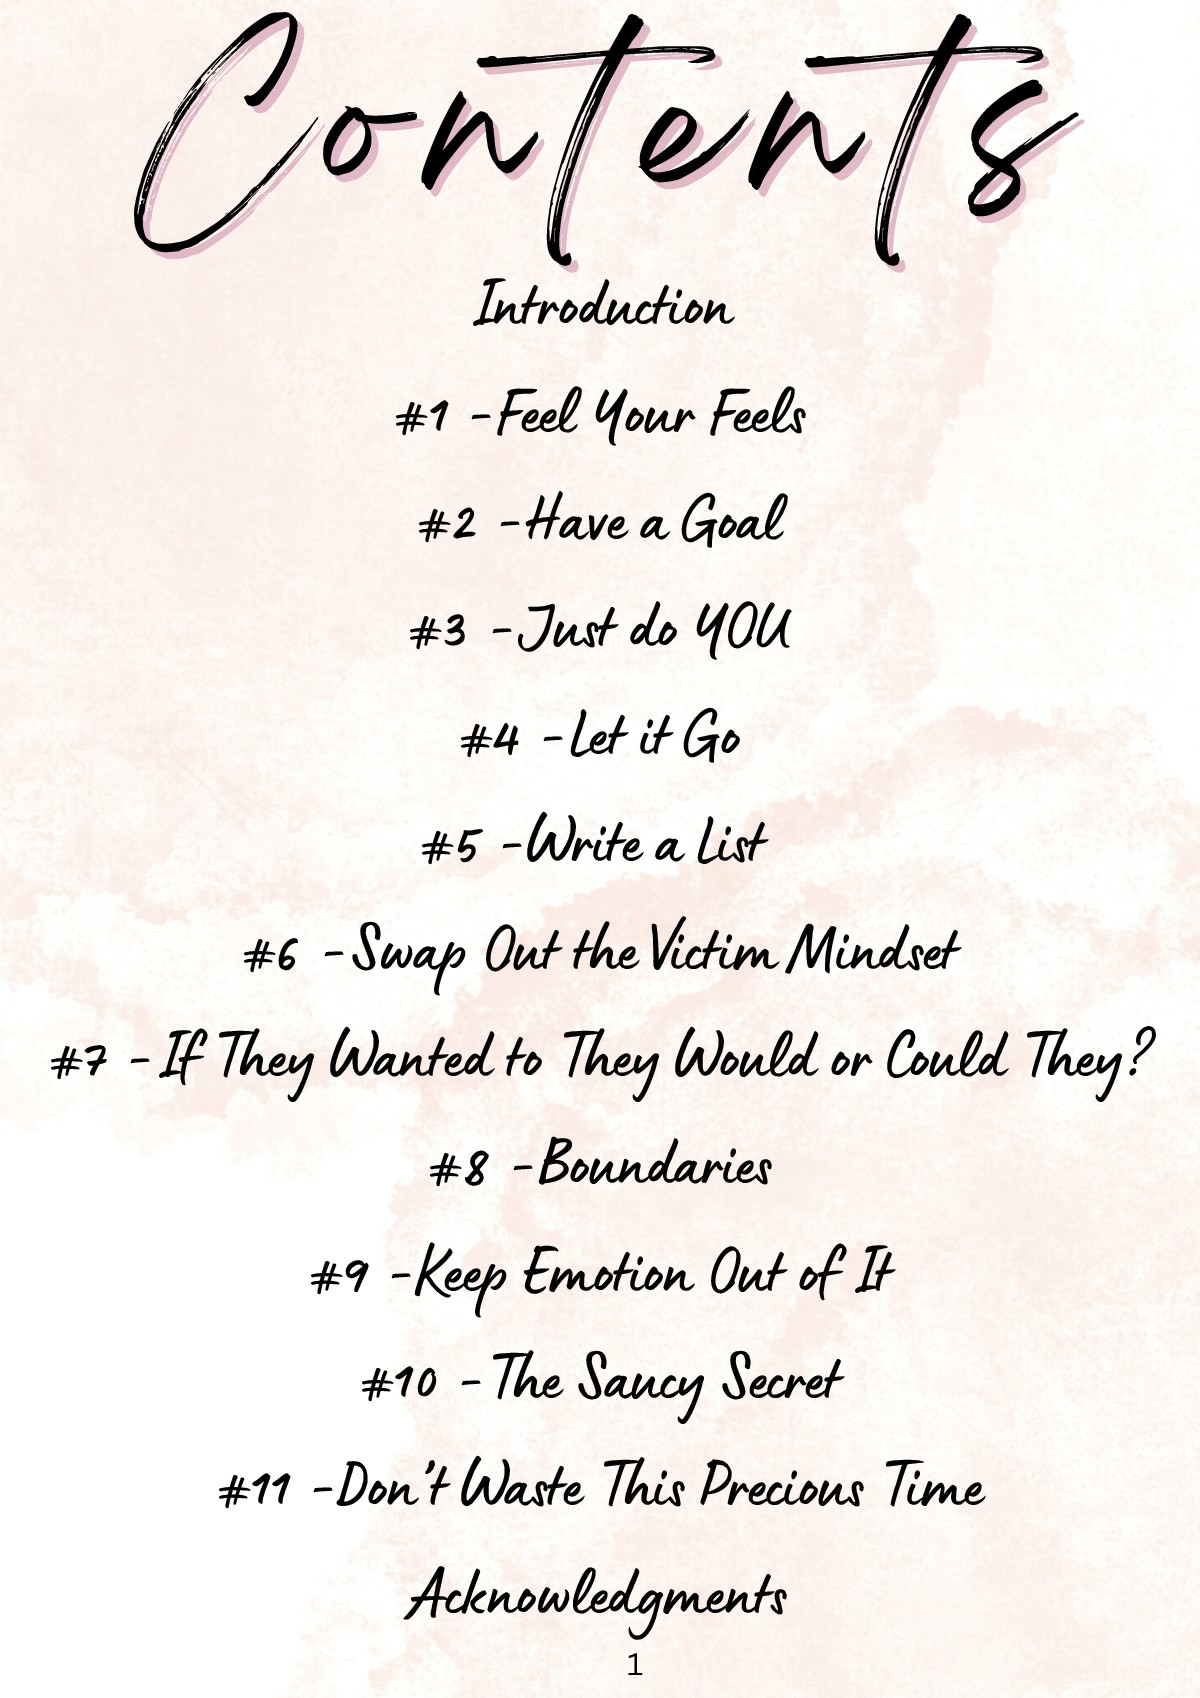 Contents
Introduction
#1 -Feel Your Feels
#2 -Have a Goal
#3 -Just do YOU
#4 -Let it Go
#5 -Write a List
#6 -Swap Out the Victim Mindset
#7 -If They Wanted to They Would or Could They?
#8 -Boundaries
#9 -Keep Emotion Out of It
#10 -The Saucy Secret
#11 -Don't Waste This Precious Time
Acknowledgments
1